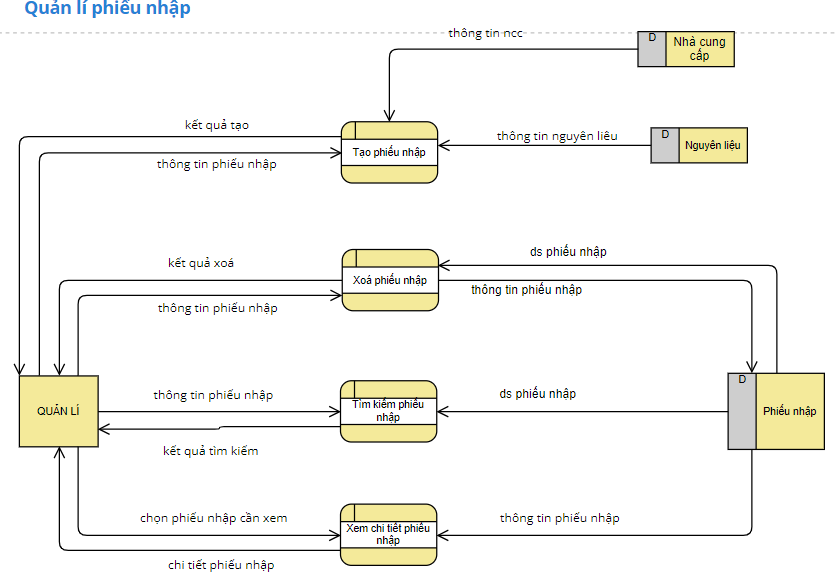 Quản lí phiếu nhập
thông tin ncc
D
Nhà cung
cấp
kết quả tạo
thông tin phiếu nhập
Tạo phiếu nhập
thông tin nguyên liêu
D
Nguyên liệu
kết quả xoá
thông tin phiếu nhập
Xoá phiếu nhập
ds phiếu nhập
thông tin phiếu nhập
QUẢN LÍ
thông tin phiếu nhập
kết quả tìm kiếm
Tìm kiếm phiếu
nhập
ds phiếu nhập
D
Phiếu nhập
chọn phiếu nhập cần xem
chi tiết phiếu nhập
Xem chi tiết phiếu
nhập
thông tin phiếu nhập